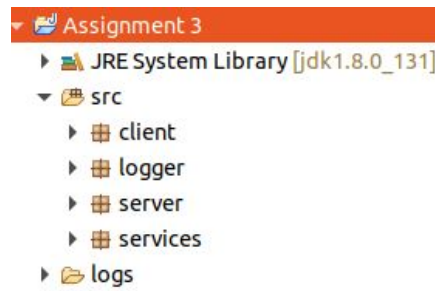 Assignment 3
JRE System Library [jdk1.8.0_131]
src
client
logger
server
services
logs